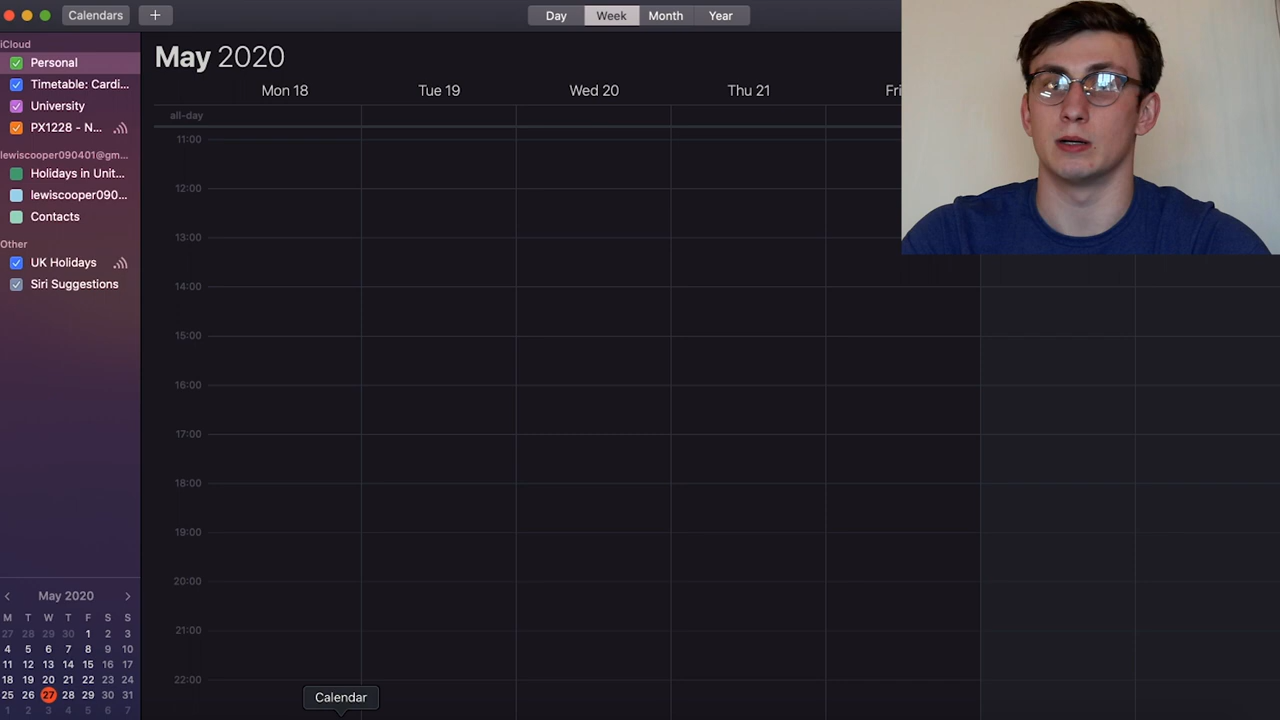 Calendars
+
Day Week Month Year
iCloud
Personal
Timetable: Cardi...
University
PX1228 - N...
lewiscooper090401@gm...
Holidays in Unit...
lewiscooper090...
Contacts
Other
UK Holidays
Siri Suggestions
May 2020
M T W T F S S
27 28 29 30 1 2 3
4 5 6 7 8 9 10
11 12 13 14 15 16 17
18 19 20 21 22 23 24
25 26 27 28 29 30 31
1 2 3 4 5 6 7
May 2020
Mon 18 Tue 19 Wed 20 Thu 21 Fri
all-day
11:00
12:00
13:00
14:00
15:00
16:00
17:00
18:00
19:00
20:00
21:00
22:00
Calendar